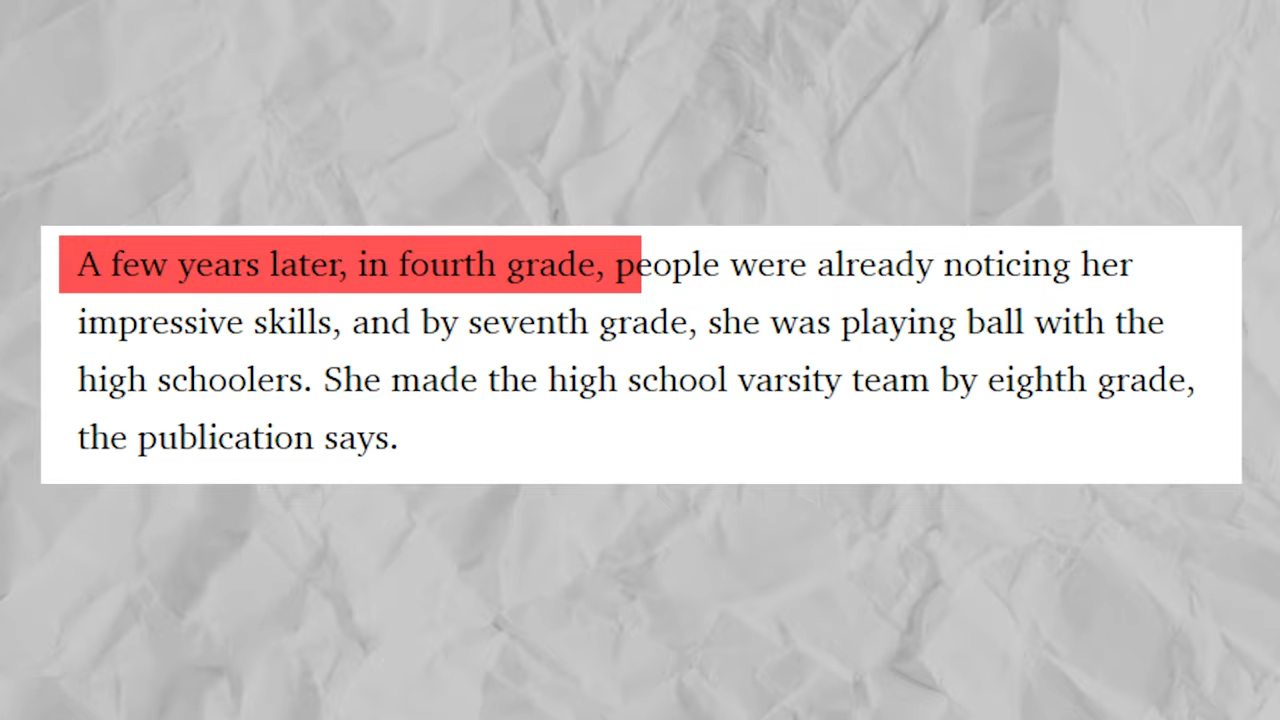 A few years later, in fourth grade, people were already noticing her
impressive skills, and by seventh grade, she was playing ball with the
high schoolers. She made the high school varsity team by eighth grade,
the publication says.